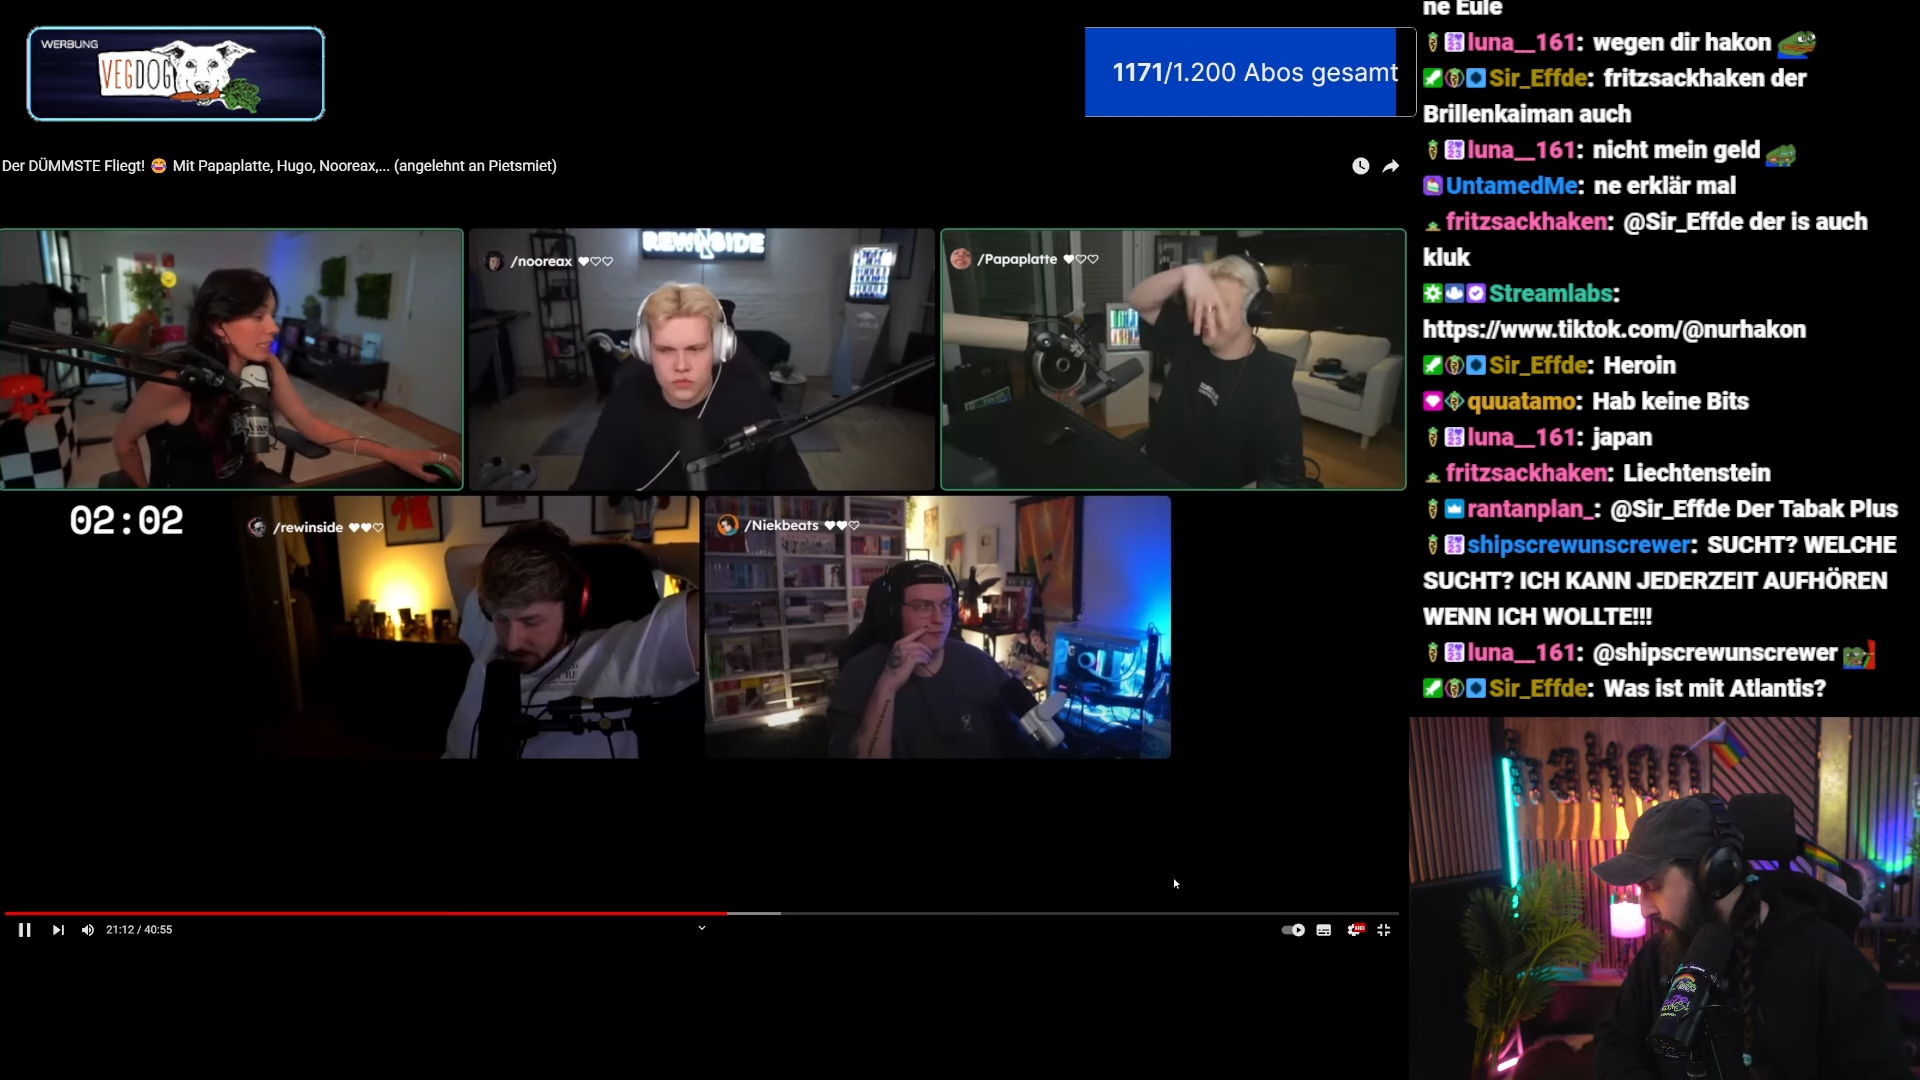 WERBUNG
VEGDOG
1171/1.200 Abos gesamt
Der DÜMMSTE Fliegt! 😂 Mit Papaplatte, Hugo, Nooreax,... (angelehnt an Pietsmiet)
REWINSIDE
/nooreax
/Papaplatte
02:02
/rewinside
/Niekbeats
21:12 / 40:55
HD
ne Eule
luna__161: wegen dir hakon
Sir_Effde: fritzsackhaken der
Brillenkaiman auch
luna__161: nicht mein geld
UntamedMe: ne erklär mal
fritzsackhaken: @Sir_Effde der is auch
kluk
Streamlabs:
https://www.tiktok.com/@nurhakon
Sir_Effde: Heroin
quuatamo: Hab keine Bits
luna__161: japan
fritzsackhaken: Liechtenstein
rantanplan_: @Sir_Effde Der Tabak Plus
shipscrewunscrewer: SUCHT? WELCHE
SUCHT? ICH KANN JEDERZEIT AUFHÖREN
WENN ICH WOLLTE!!!
luna__161: @shipscrewunscrewer
Sir_Effde: Was ist mit Atlantis?
hakon